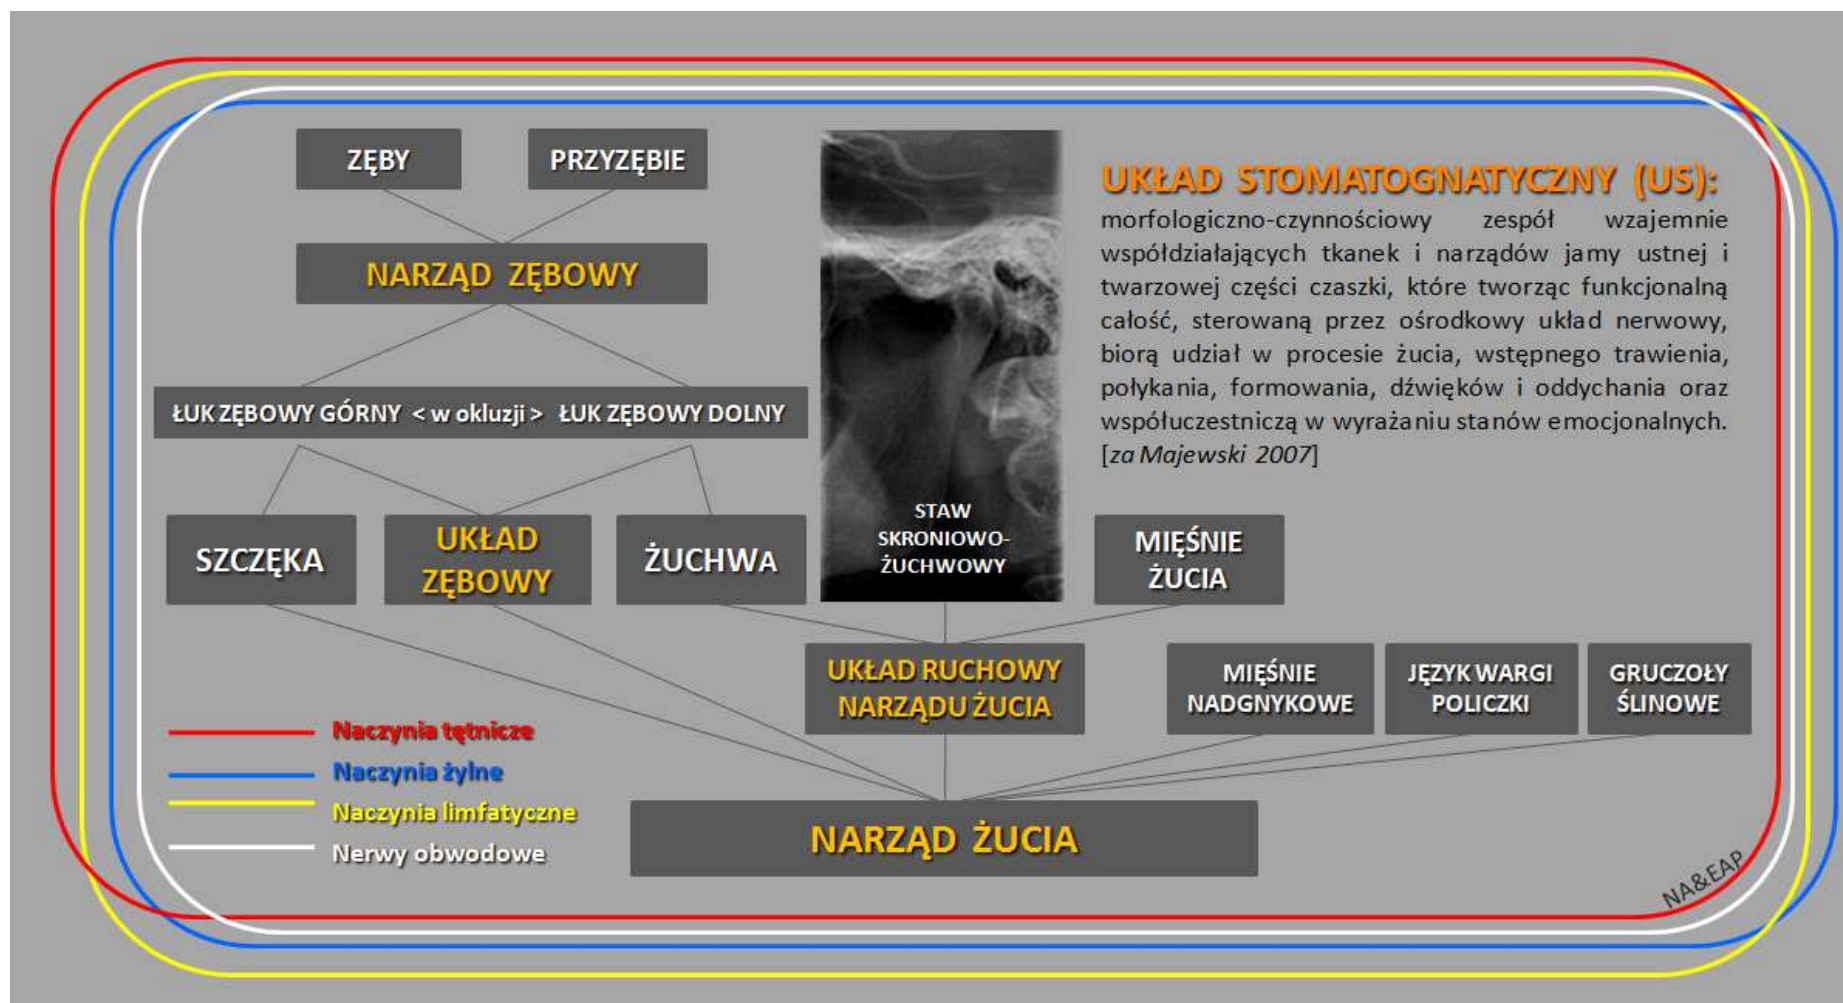 ZĘBY
PRZYZĘBIE
NARZĄD ZĘBOWY
ŁUK ZĘBOWY GÓRNY < w okluzji > ŁUK ZĘBOWY DOLNY
SZCZĘKA
UKŁAD
ZĘBOWY
ŻUCHWA
STAW
SKRONIOWO-
ŻUCHWOWY
MIĘŚNIE
ŻUCIA
UKŁAD STOMATOGNATYCZNY (US):
morfologiczno-czynnościowy zespół wzajemnie
współdziałających tkanek i narządów jamy ustnej i
twarzowej części czaszki, które tworząc funkcjonalną
całość, sterowaną przez ośrodkowy układ nerwowy,
biorą udział w procesie żucia, wstępnego trawienia,
połykania, formowania, dźwięków i oddychania oraz
współuczestniczą w wyrażaniu stanów emocjonalnych.
[za Majewski 2007]
UKŁAD RUCHOWY
NARZĄDU ŻUCIA
MIĘŚNIE
NADGNYKOWE
JĘZYK WARGI
POLICZKI
GRUCZOŁY
ŚLINOWE
Naczynia tętnicze
Naczynia żylne
Naczynia limfatyczne
Nerwy obwodowe
NARZĄD ŻUCIA
NA&EAP